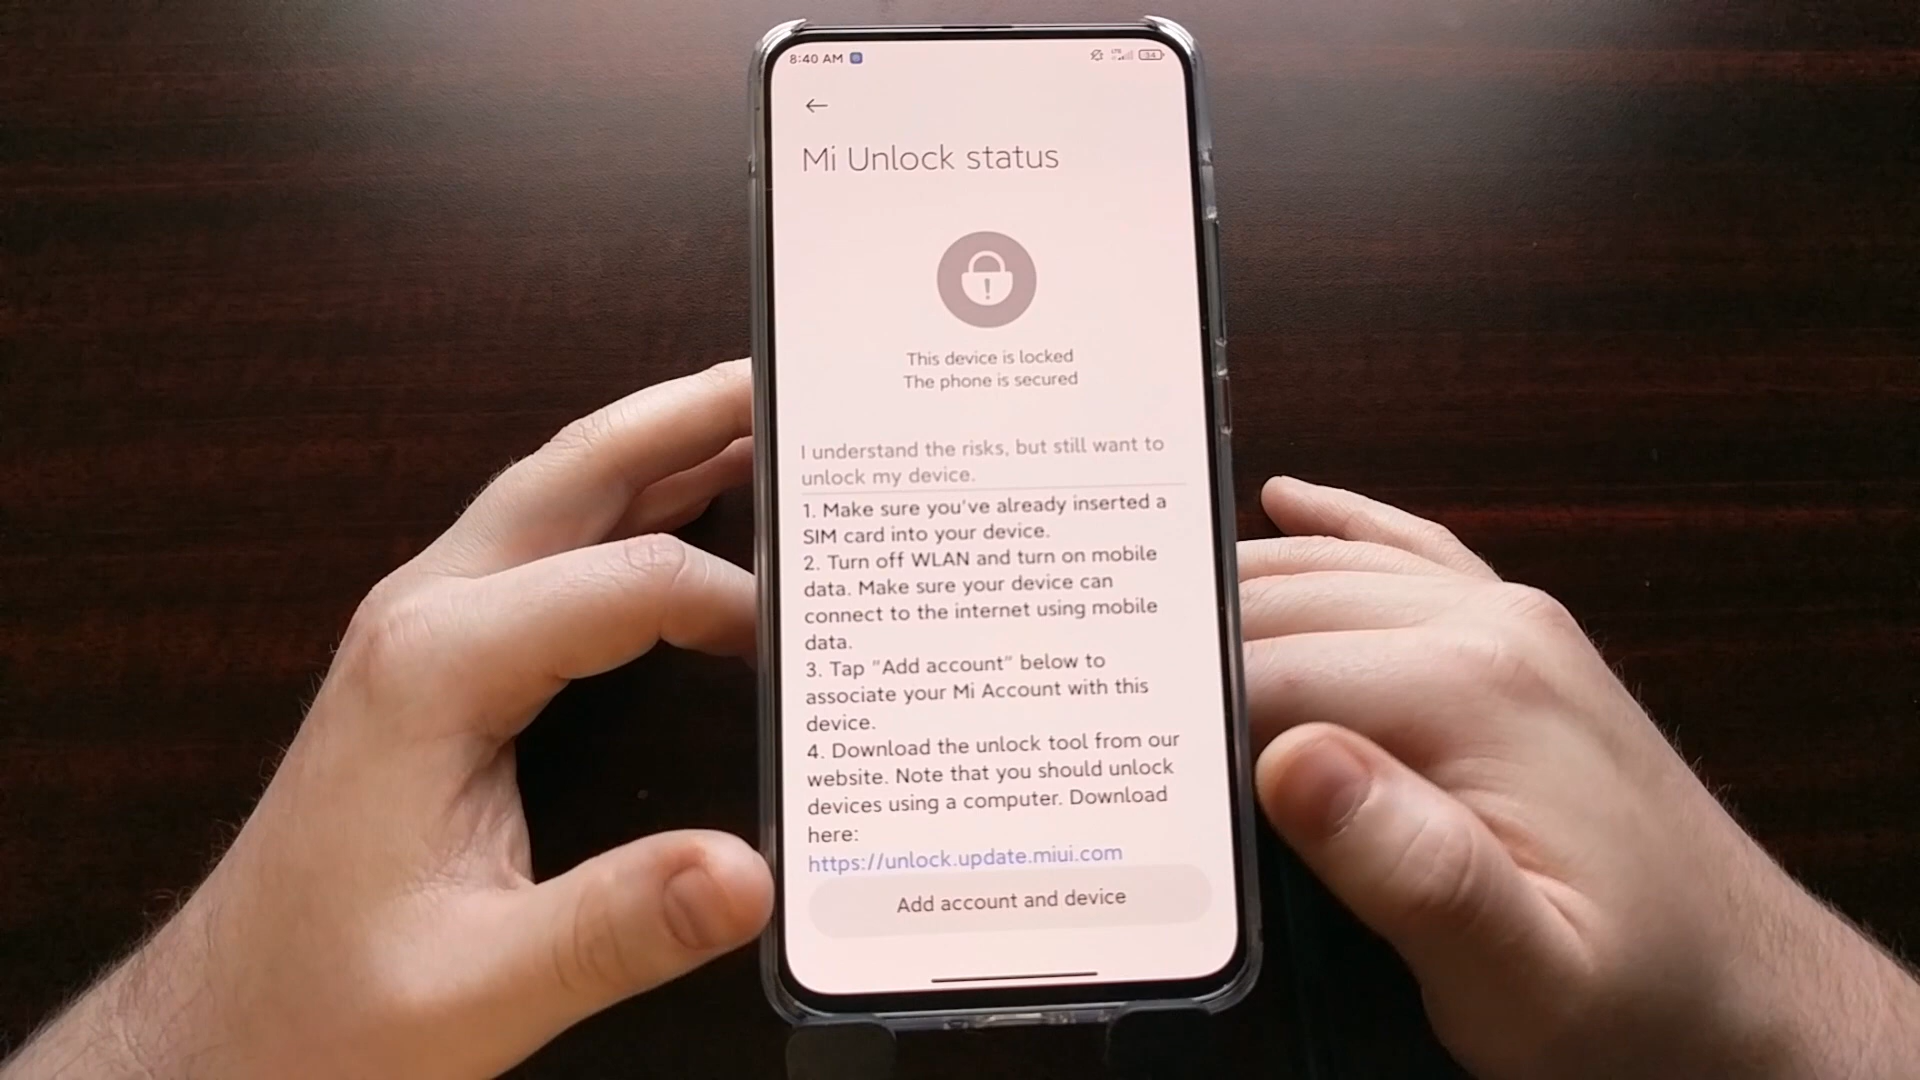 8:40 AM
LTE
34
Mi Unlock status
This device is locked
The phone is secured
I understand the risks, but still want to
unlock my device.
1. Make sure you've already inserted a
SIM card into your device.
2. Turn off WLAN and turn on mobile
data. Make sure your device can
connect to the internet using mobile
data.
3. Tap "Add account" below to
associate your Mi Account with this
device.
4. Download the unlock tool from our
website. Note that you should unlock
devices using a computer. Download
here:
https://unlock.update.miui.com
Add account and device